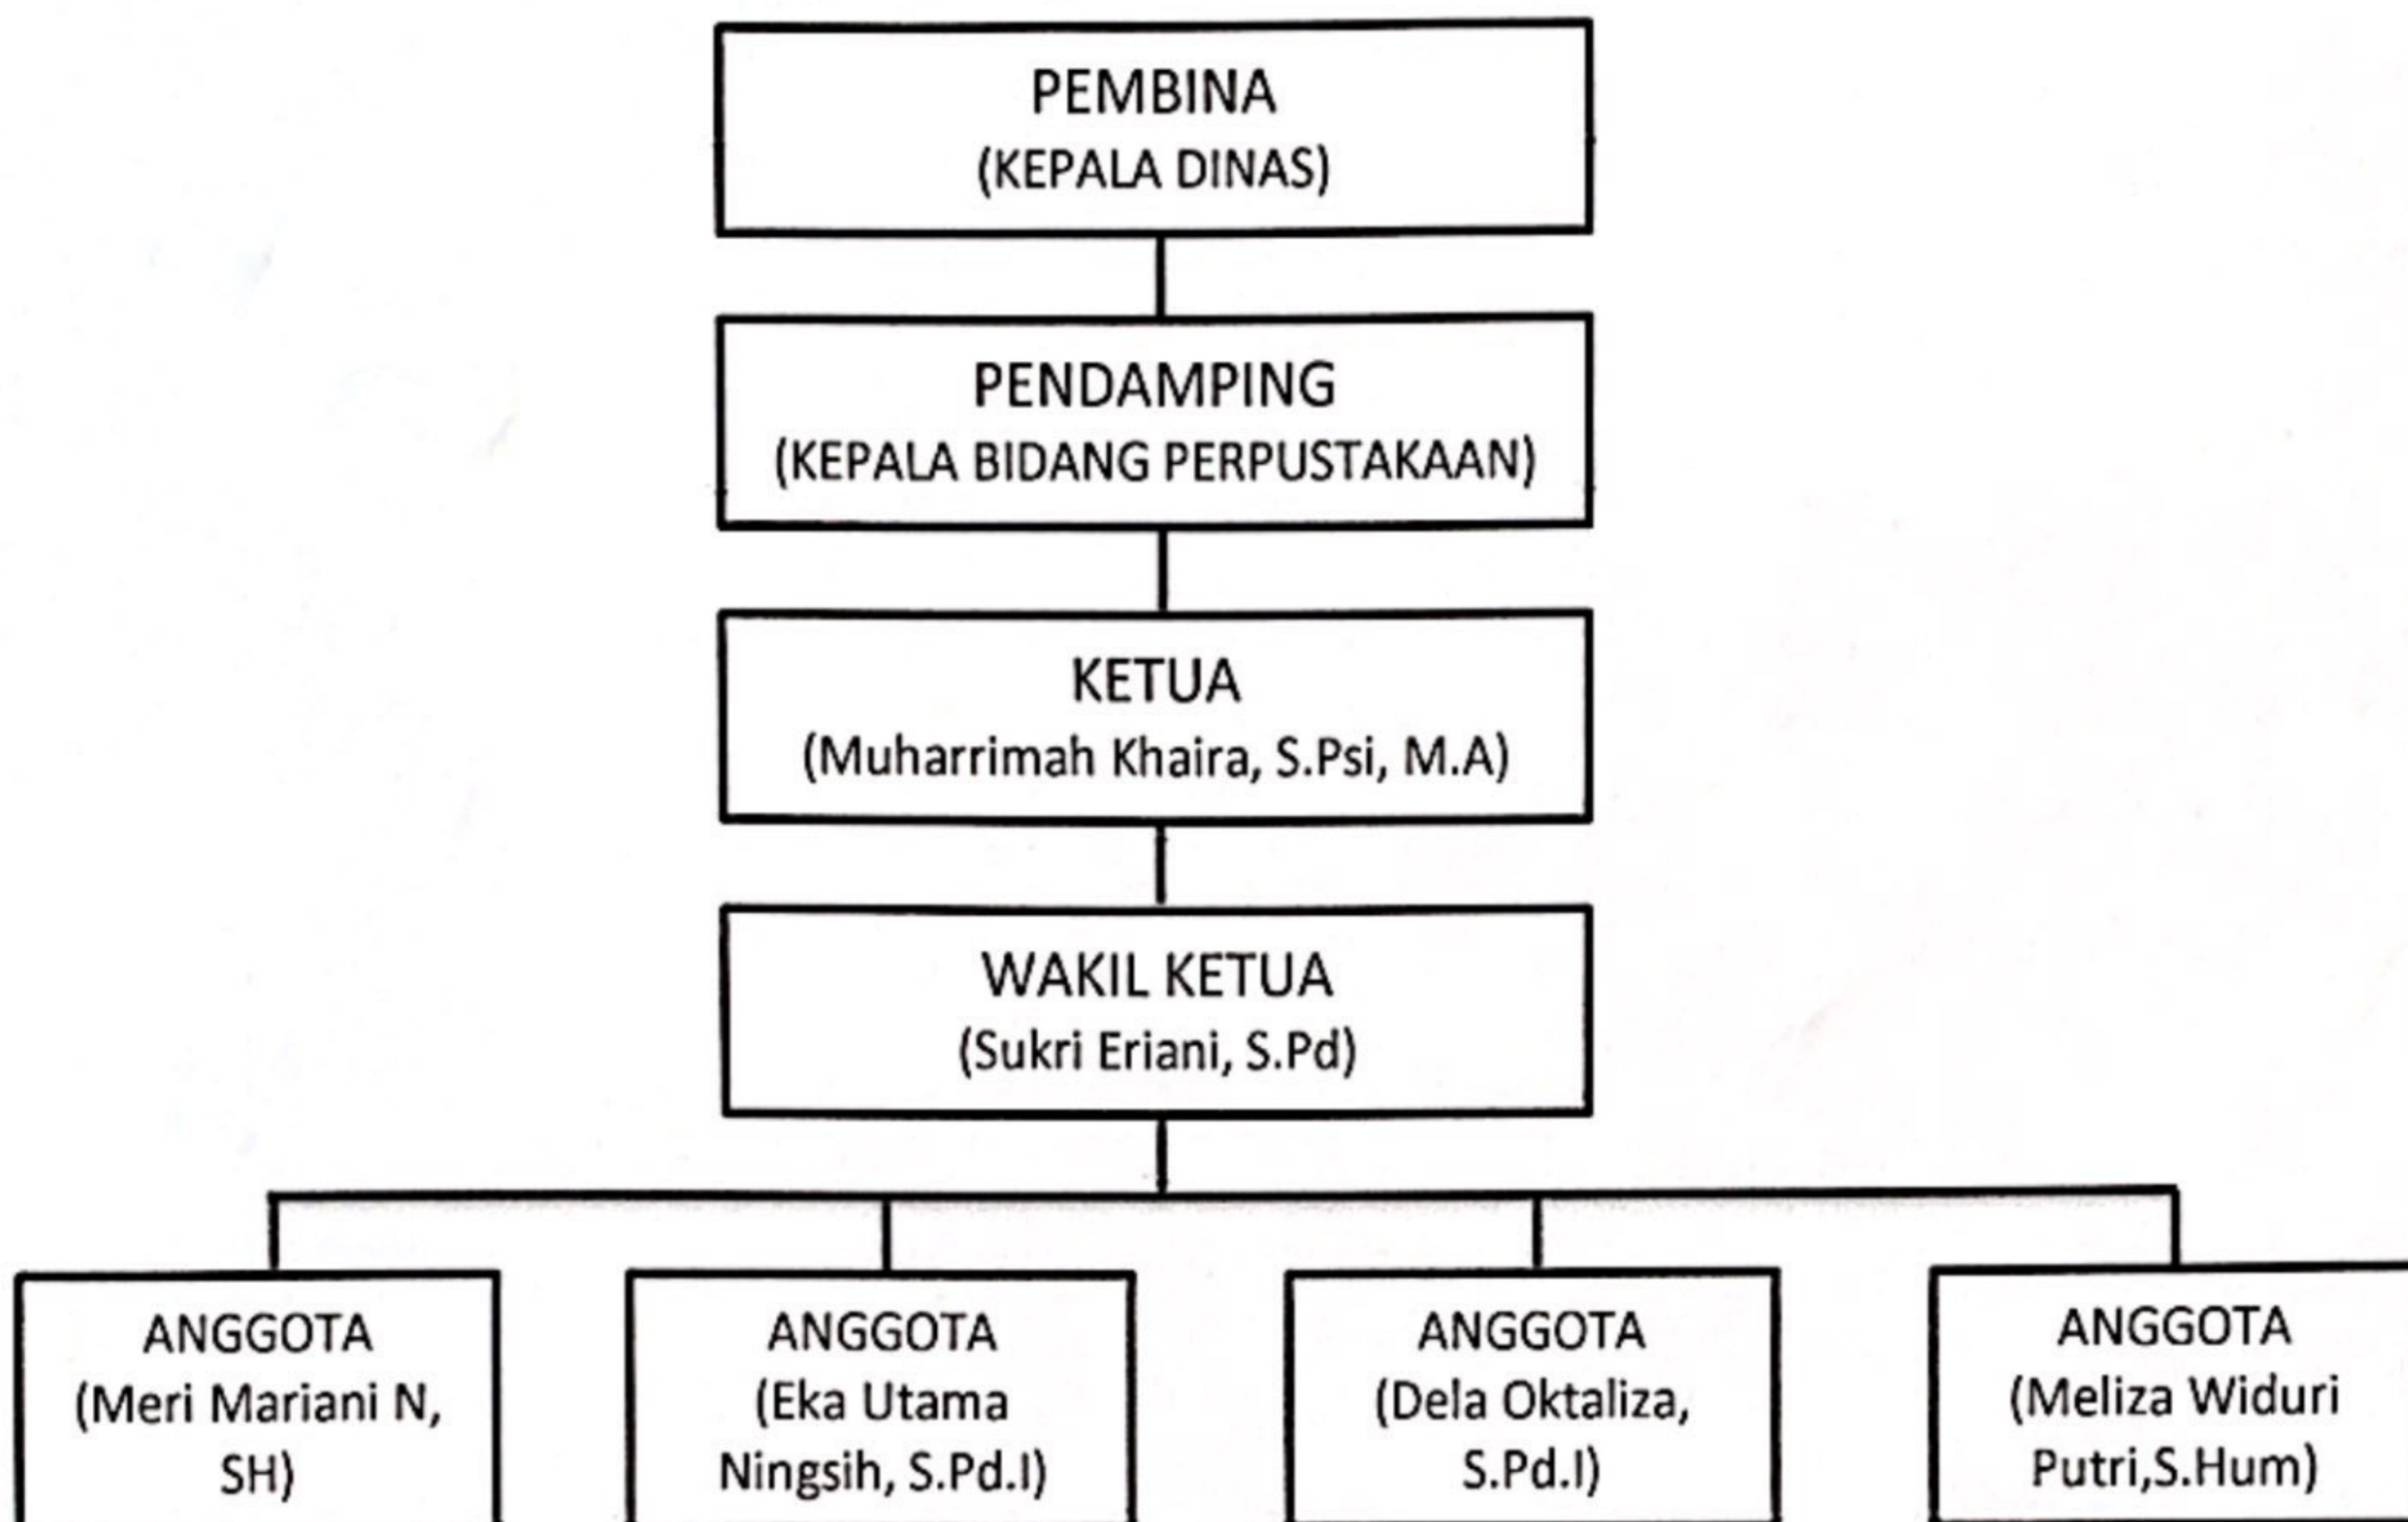 PEMBINA
(KEPALA DINAS)
PENDAMPING
(KEPALA BIDANG PERPUSTAKAAN)
KETUA
(Muharrimah Khaira, S.Psi, M.A)
WAKIL KETUA
(Sukri Eriani, S.Pd)
ANGGOTA
(Meri Mariani N,
SH)
ANGGOTA
(Eka Utama
Ningsih, S.Pd.I)
ANGGOTA
(Dela Oktaliza,
S.Pd.I)
ANGGOTA
(Meliza Widuri
Putri,S.Hum)